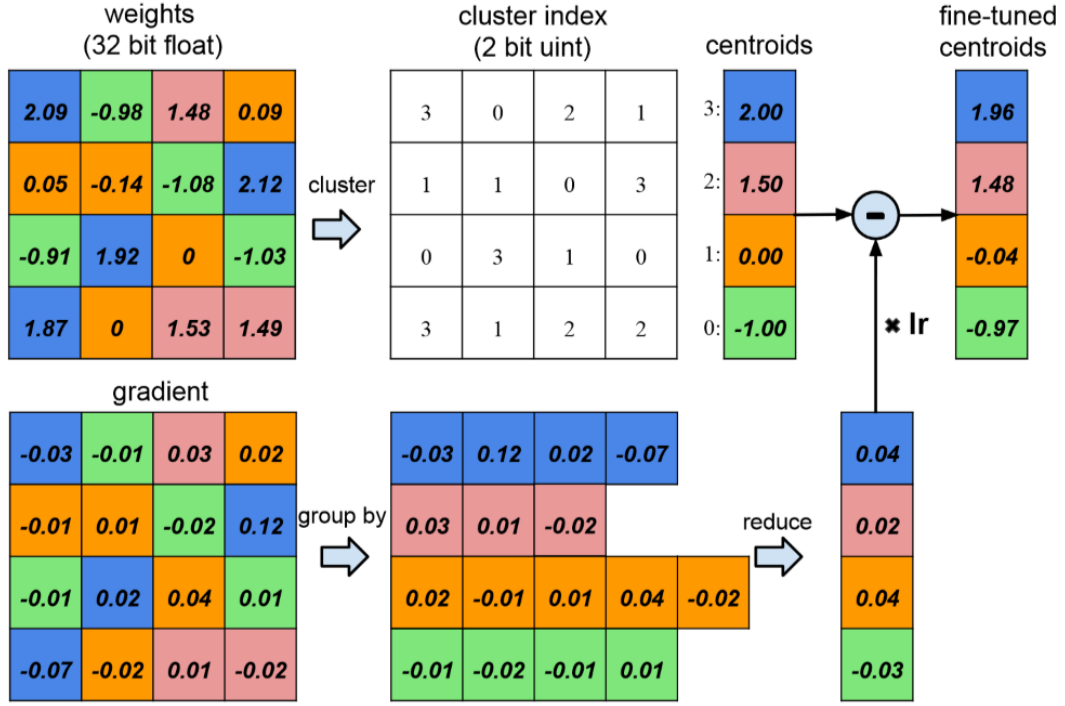 weights
(32 bit float)
cluster index
(2 bit uint)
centroids
fine-tuned
centroids
2.09 -0.98 1.48 0.09
3 0 2 1
3: 2.00
1.96
0.05 -0.14 -1.08 2.12
cluster
1 1 0 3
2: 1.50
1.48
-0.91 1.92 0 -1.03
0 3 1 0
1: 0.00
-0.04
1.87 0 1.53 1.49
3 1 2 2
0: -1.00
-0.97
-
× lr
gradient
-0.03 -0.01 0.03 0.02
-0.03 0.12 0.02 -0.07
0.04
-0.01 0.01 -0.02 0.12
group by
0.03 0.01 -0.02
reduce
0.02
-0.01 0.02 0.04 0.01
0.02 -0.01 0.01 0.04 -0.02
0.04
-0.07 -0.02 0.01 -0.02
-0.01 -0.02 -0.01 0.01
-0.03